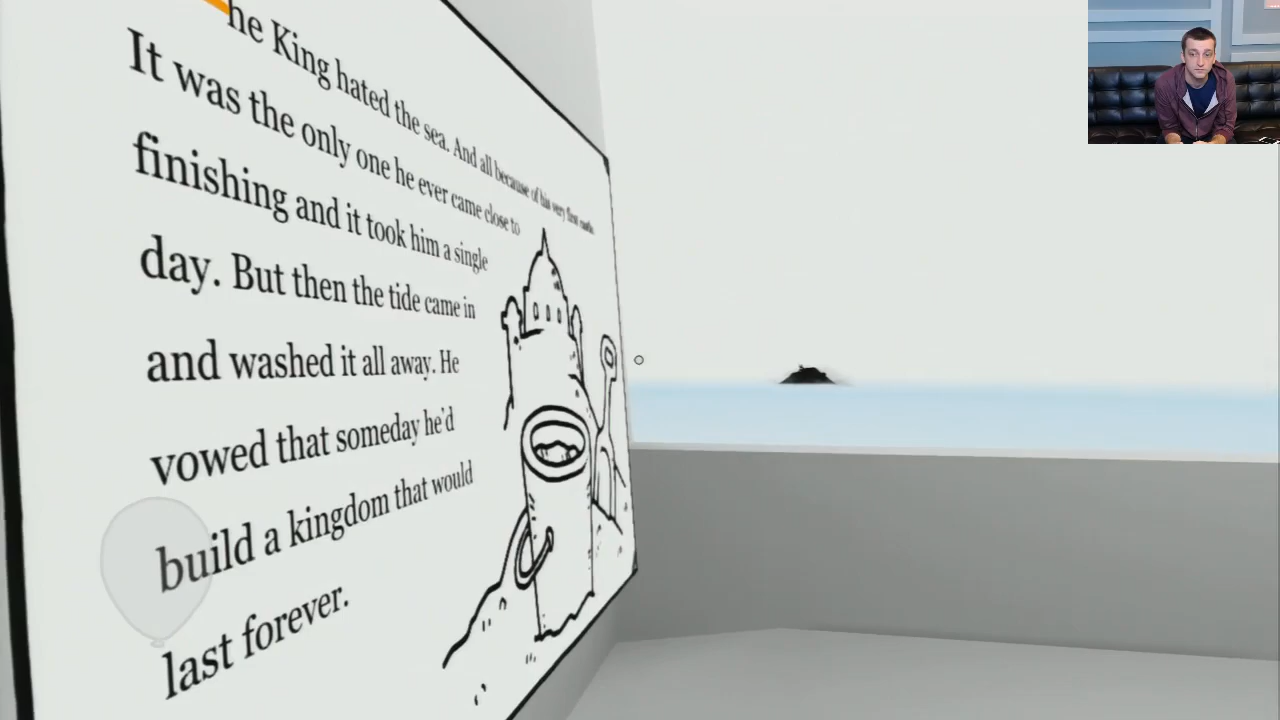 he King hated the sea. And all because of his very first castle.
It was the only one he ever came close to
finishing and it took him a single
day. But then the tide came in
and washed it all away. He
vowed that someday he'd
build a kingdom that would
last forever.